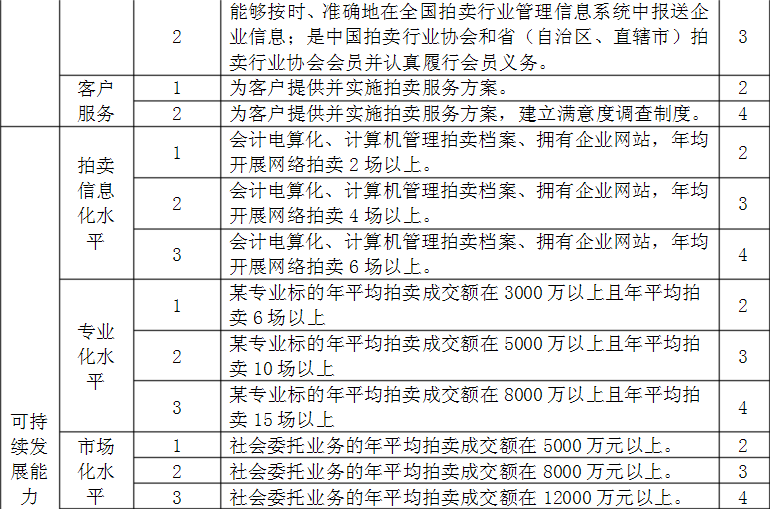 能够按时、准确地在全国拍卖行业管理信息系统中报送企
2
业信息；是中国拍卖行业协会和省（自治区、直辖市）拍
3
卖行业协会会员并认真履行会员义务。
客户
服务
1
为客户提供并实施拍卖服务方案。
2
2
为客户提供并实施拍卖服务方案，建立满意度调查制度。
4
可持
续发
展能
力
拍卖
信息
化水
平
1
会计电算化、计算机管理拍卖档案、拥有企业网站，年均
开展网络拍卖 2 场以上。
2
2
会计电算化、计算机管理拍卖档案、拥有企业网站，年均
开展网络拍卖 4 场以上。
3
3
会计电算化、计算机管理拍卖档案、拥有企业网站，年均
开展网络拍卖 6 场以上。
4
专业
化水
平
1
某专业标的年平均拍卖成交额在 3000 万以上且年平均拍
卖 6 场以上
2
2
某专业标的年平均拍卖成交额在 5000 万以上且年平均拍
卖 10 场以上
3
3
某专业标的年平均拍卖成交额在 8000 万以上且年平均拍
卖 15 场以上
4
市场
化水
平
1
社会委托业务的年平均拍卖成交额在 5000 万元以上。
2
2
社会委托业务的年平均拍卖成交额在 8000 万元以上。
3
3
社会委托业务的年平均拍卖成交额在 12000 万元以上。
4